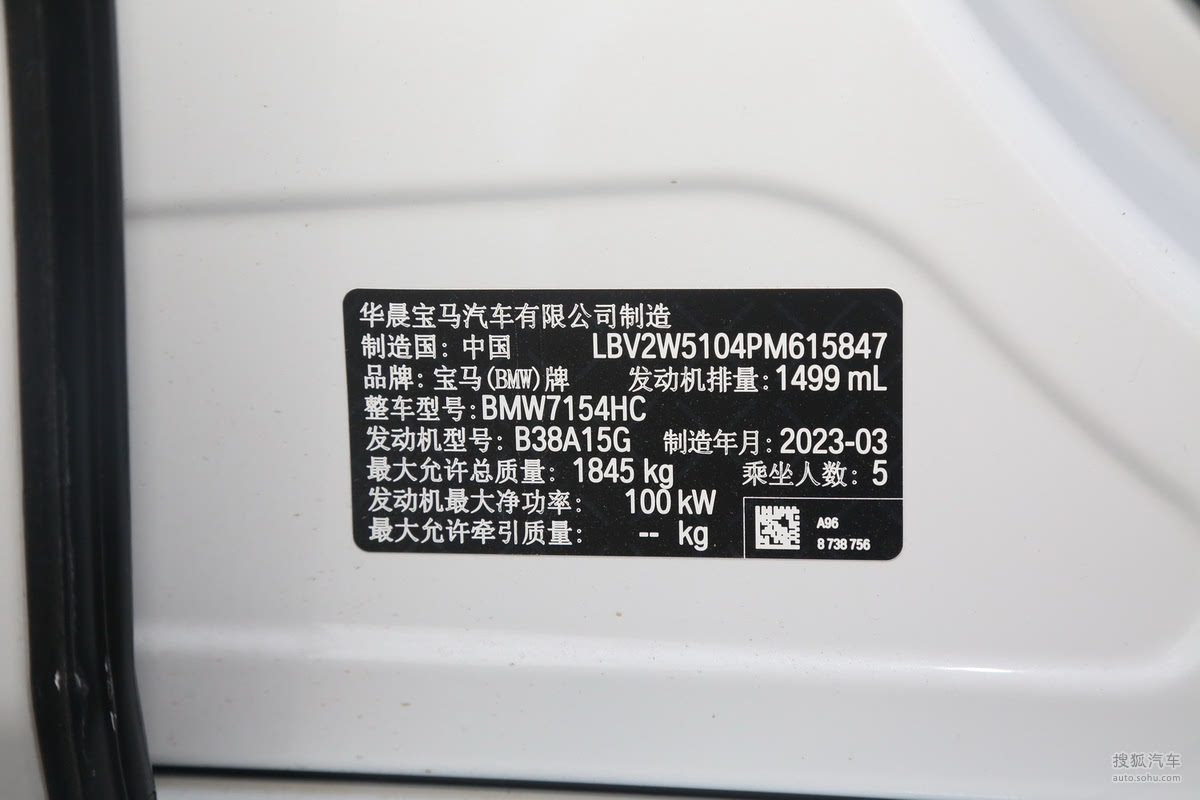 华晨宝马汽车有限公司制造
制造国：中国 LBV2W5104PM615847
品牌：宝马(BMW)牌 发动机排量：1499 mL
整车型号：BMW7154HC
发动机型号：B38A15G 制造年月：2023-03
最大允许总质量：1845 kg 乘坐人数：5
发动机最大净功率：100 kW
最大允许牵引质量：-- kg
A96
8 738 756
搜狐汽车
auto.sohu.com